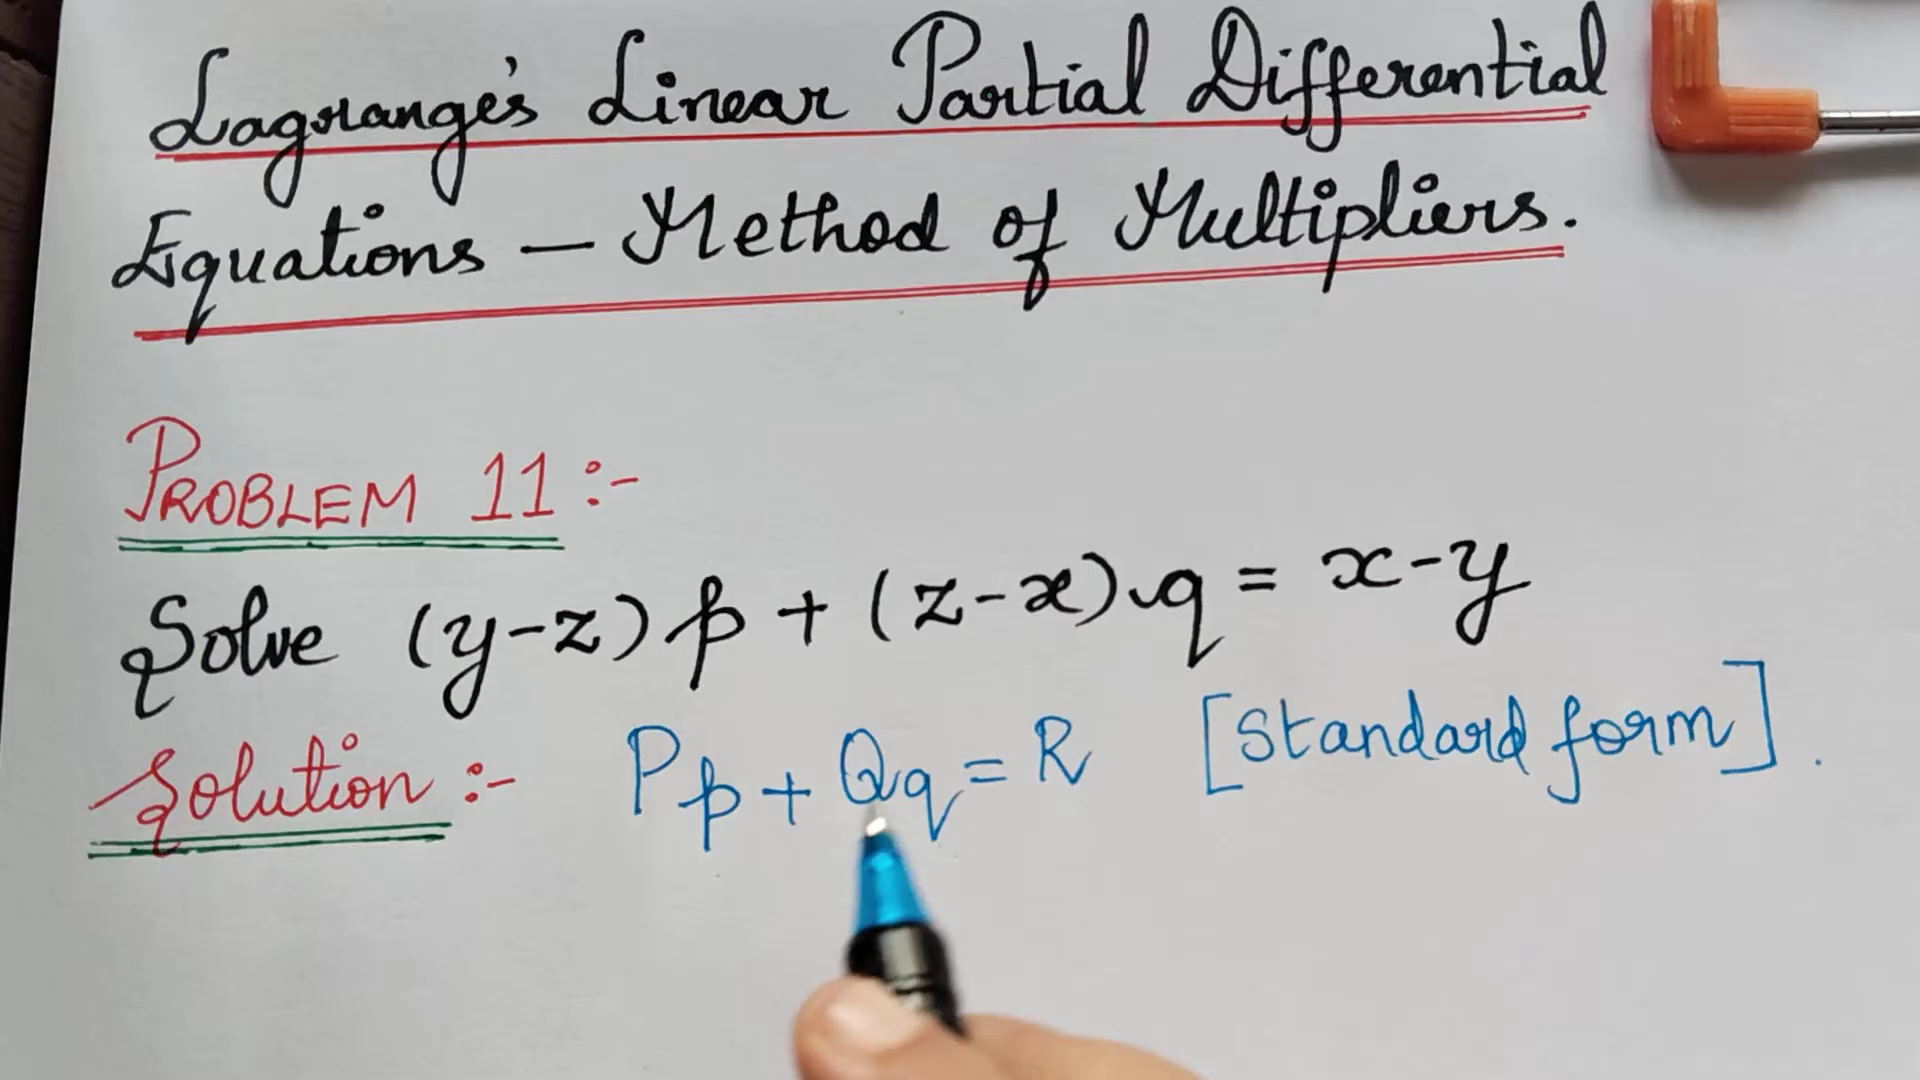 Lagrange's Linear Partial Differential
Equations — Method of Multipliers.
PROBLEM 11:-
Solve (y-z)p + (z-x).q = x-y
Solution:- Pp + Qq = R [Standard form].